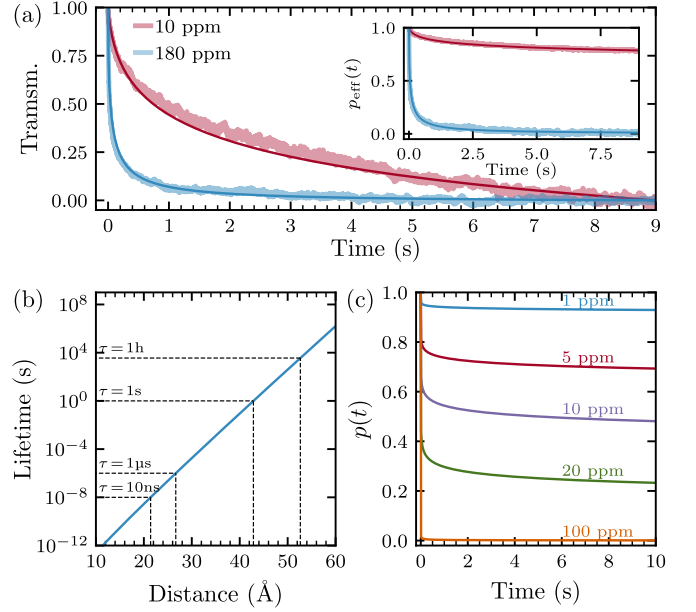 (a)
Tramsm.
1.00
0.75
0.50
0.25
0.00
10 ppm
180 ppm
p_eff(t)
1.0
0.5
0.0
0.0 2.5 5.0 7.5
Time (s)
0 1 2 3 4 5 6 7 8 9
Time (s)
(b)
Lifetime (s)
10^8
10^4
10^0
10^−4
10^−8
10^−12
τ = 1h
τ = 1s
τ = 1μs
τ = 10ns
10 20 30 40 50 60
Distance (Å)
(c)
p(t)
1.0
0.8
0.6
0.4
0.2
0.0
1 ppm
5 ppm
10 ppm
20 ppm
100 ppm
0 2 4 6 8 10
Time (s)